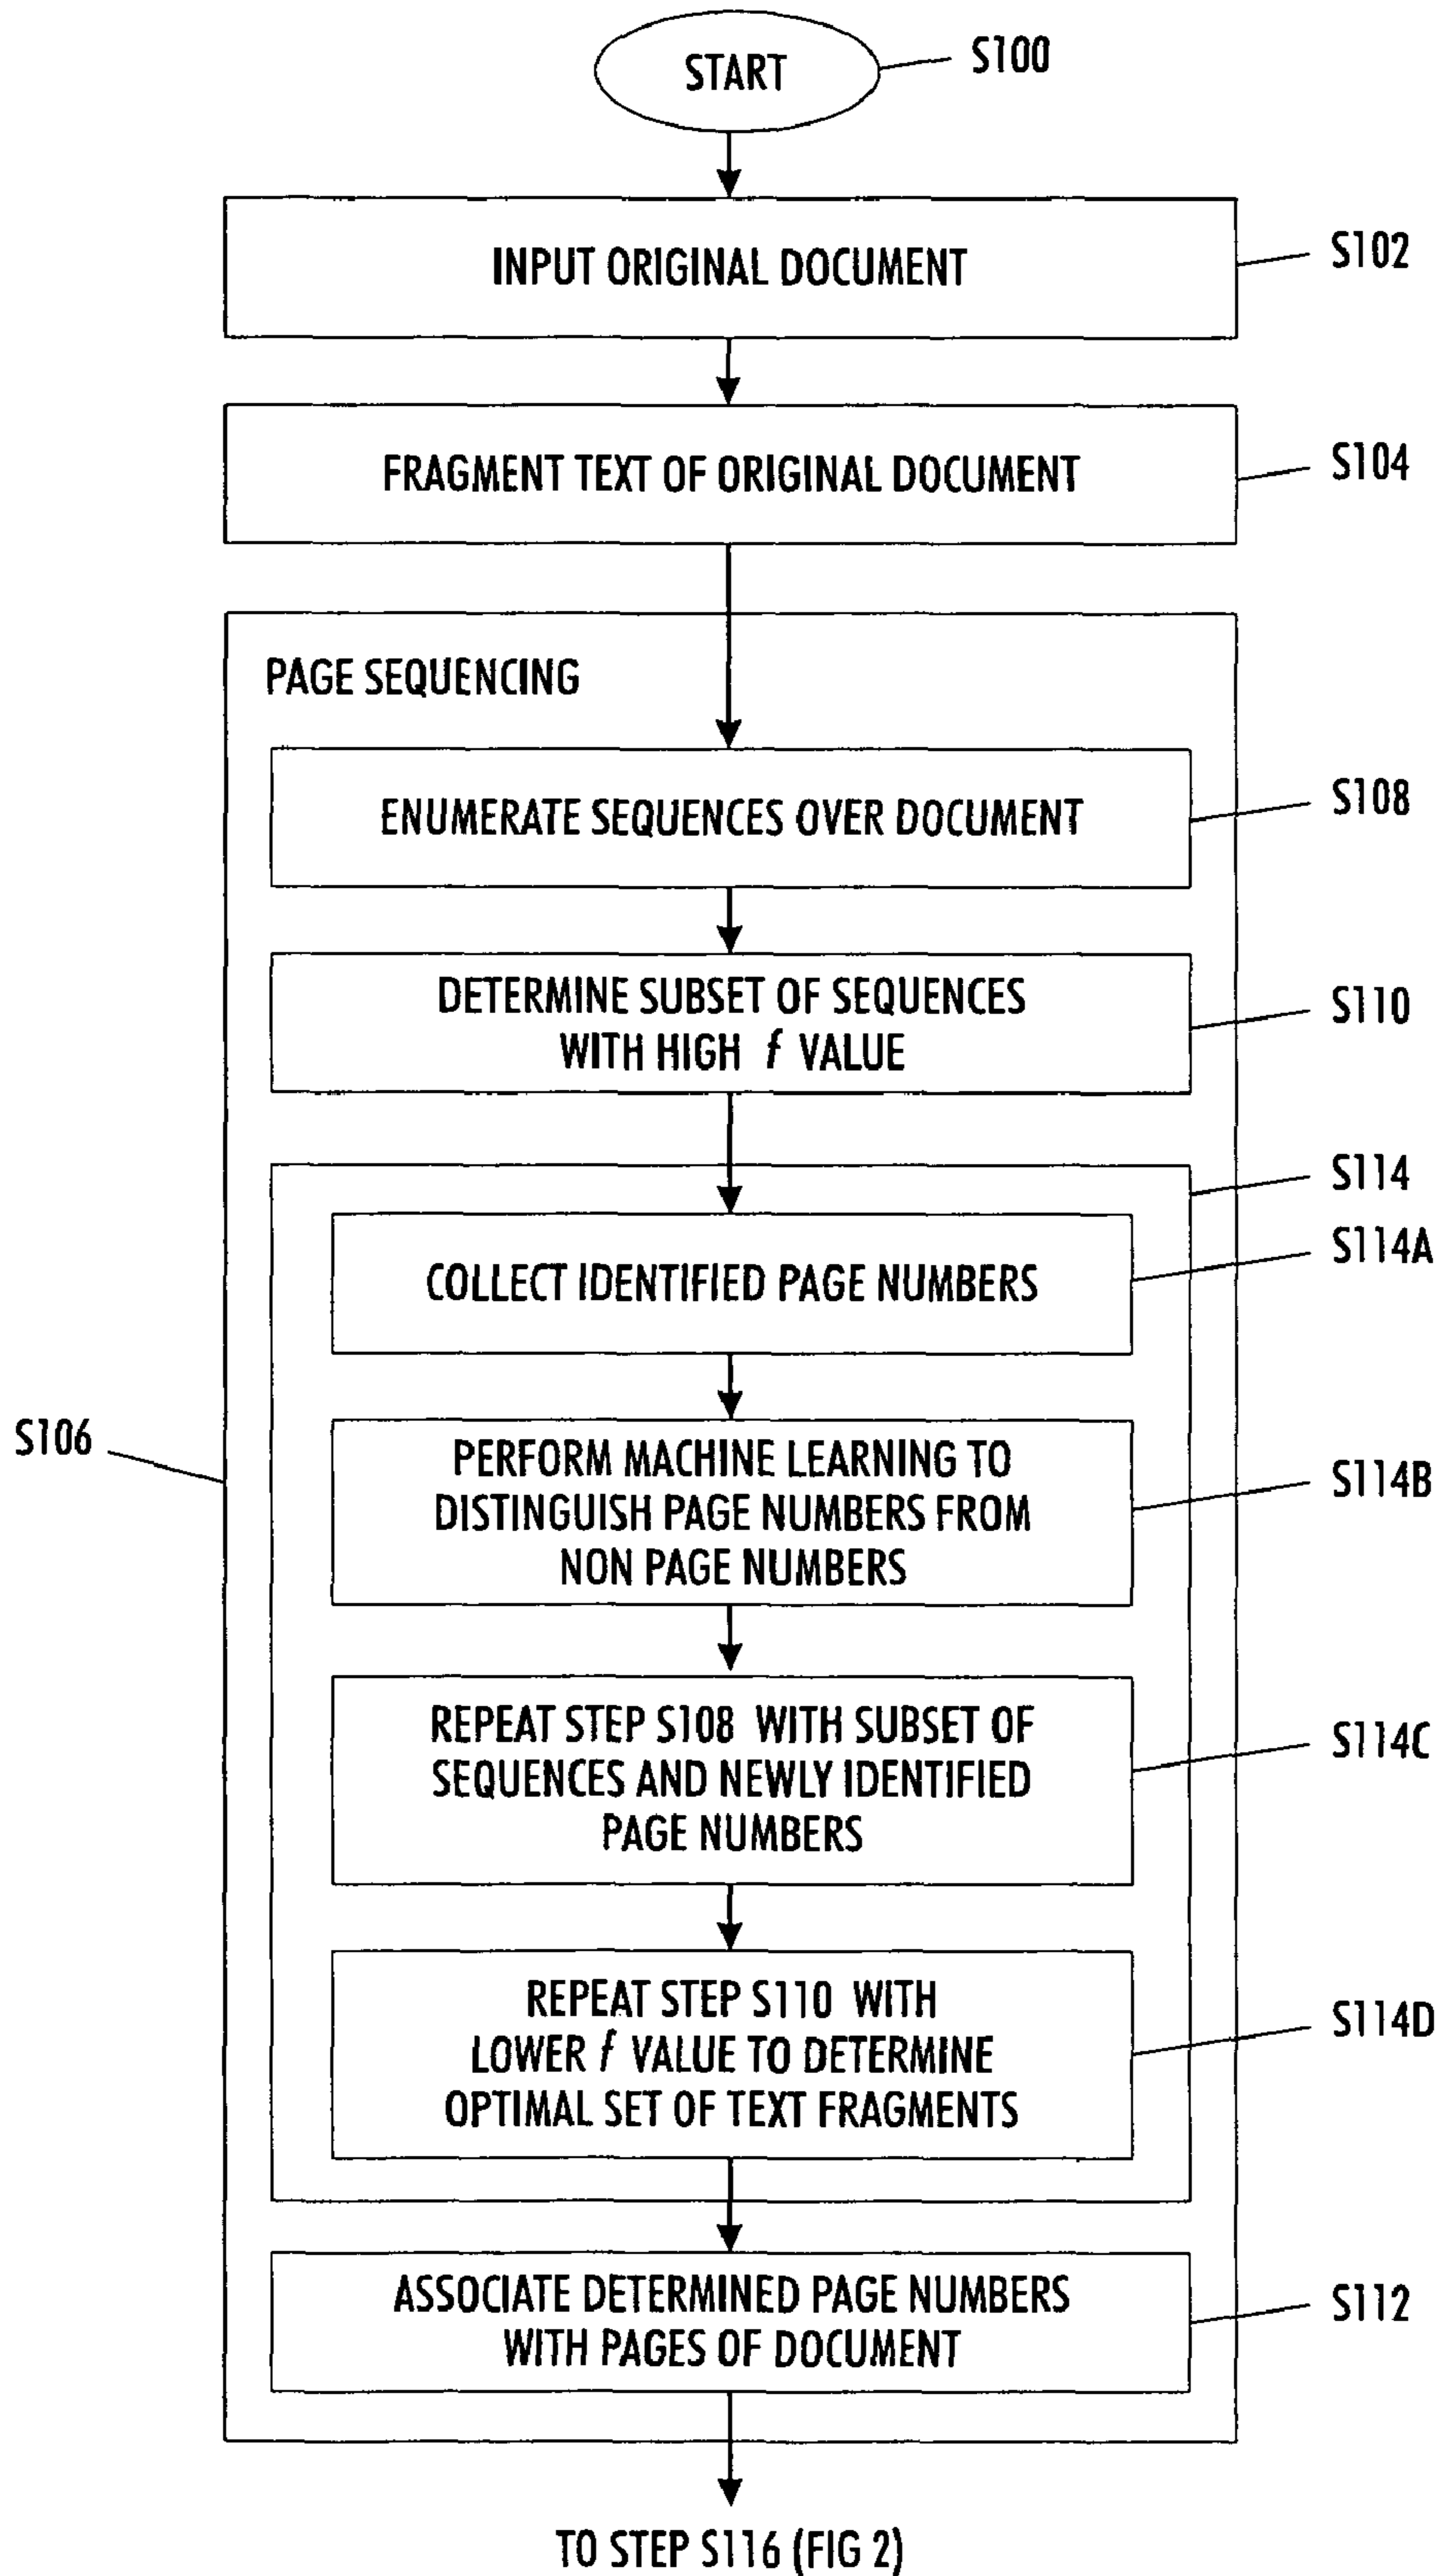 START
S100
INPUT ORIGINAL DOCUMENT
S102
FRAGMENT TEXT OF ORIGINAL DOCUMENT
S104
PAGE SEQUENCING
ENUMERATE SEQUENCES OVER DOCUMENT
S108
DETERMINE SUBSET OF SEQUENCES
WITH HIGH f VALUE
S110
S114
COLLECT IDENTIFIED PAGE NUMBERS
S114A
S106
PERFORM MACHINE LEARNING TO
DISTINGUISH PAGE NUMBERS FROM
NON PAGE NUMBERS
S114B
REPEAT STEP S108 WITH SUBSET OF
SEQUENCES AND NEWLY IDENTIFIED
PAGE NUMBERS
S114C
REPEAT STEP S110 WITH
LOWER f VALUE TO DETERMINE
OPTIMAL SET OF TEXT FRAGMENTS
S114D
ASSOCIATE DETERMINED PAGE NUMBERS
WITH PAGES OF DOCUMENT
S112
TO STEP S116 (FIG 2)